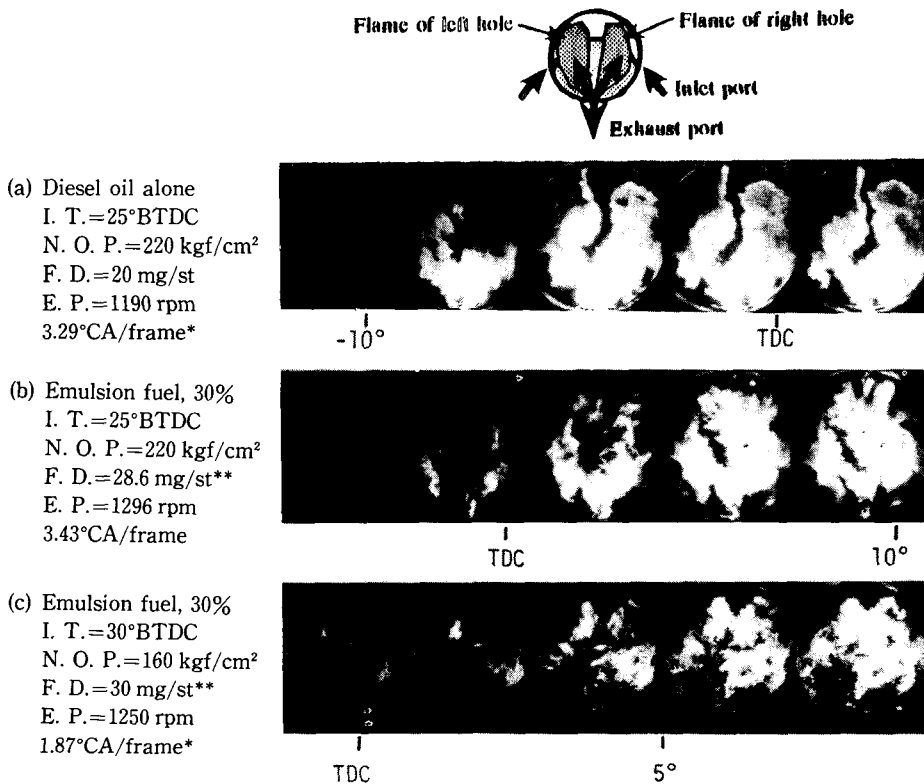 Flame of left hole
Flame of right hole
Inlet port
Exhaust port
(a) Diesel oil alone
I. T.=25°BTDC
N. O. P.=220 kgf/cm²
F. D.=20 mg/st
E. P.=1190 rpm
3.29°CA/frame*
-10°
TDC
(b) Emulsion fuel, 30%
I. T.=25°BTDC
N. O. P.=220 kgf/cm²
F. D.=28.6 mg/st**
E. P.=1296 rpm
3.43°CA/frame
TDC
10°
(c) Emulsion fuel, 30%
I. T.=30°BTDC
N. O. P.=160 kgf/cm²
F. D.=30 mg/st**
E. P.=1250 rpm
1.87°CA/frame*
TDC
5°